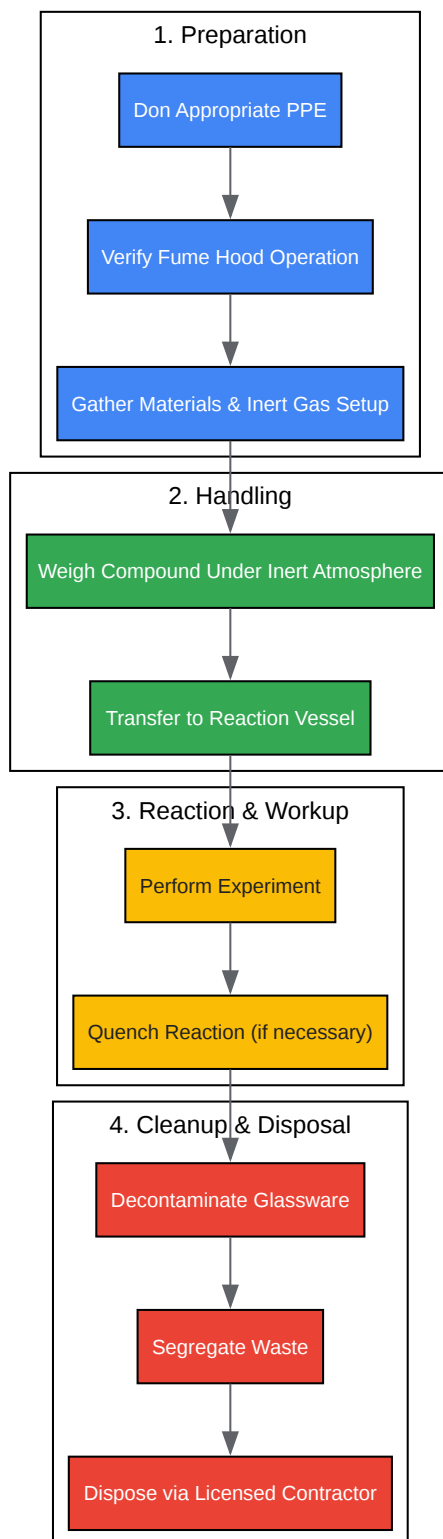 1. Preparation
Don Appropriate PPE
Verify Fume Hood Operation
Gather Materials & Inert Gas Setup
2. Handling
Weigh Compound Under Inert Atmosphere
Transfer to Reaction Vessel
3. Reaction & Workup
Perform Experiment
Quench Reaction (if necessary)
4. Cleanup & Disposal
Decontaminate Glassware
Segregate Waste
Dispose via Licensed Contractor